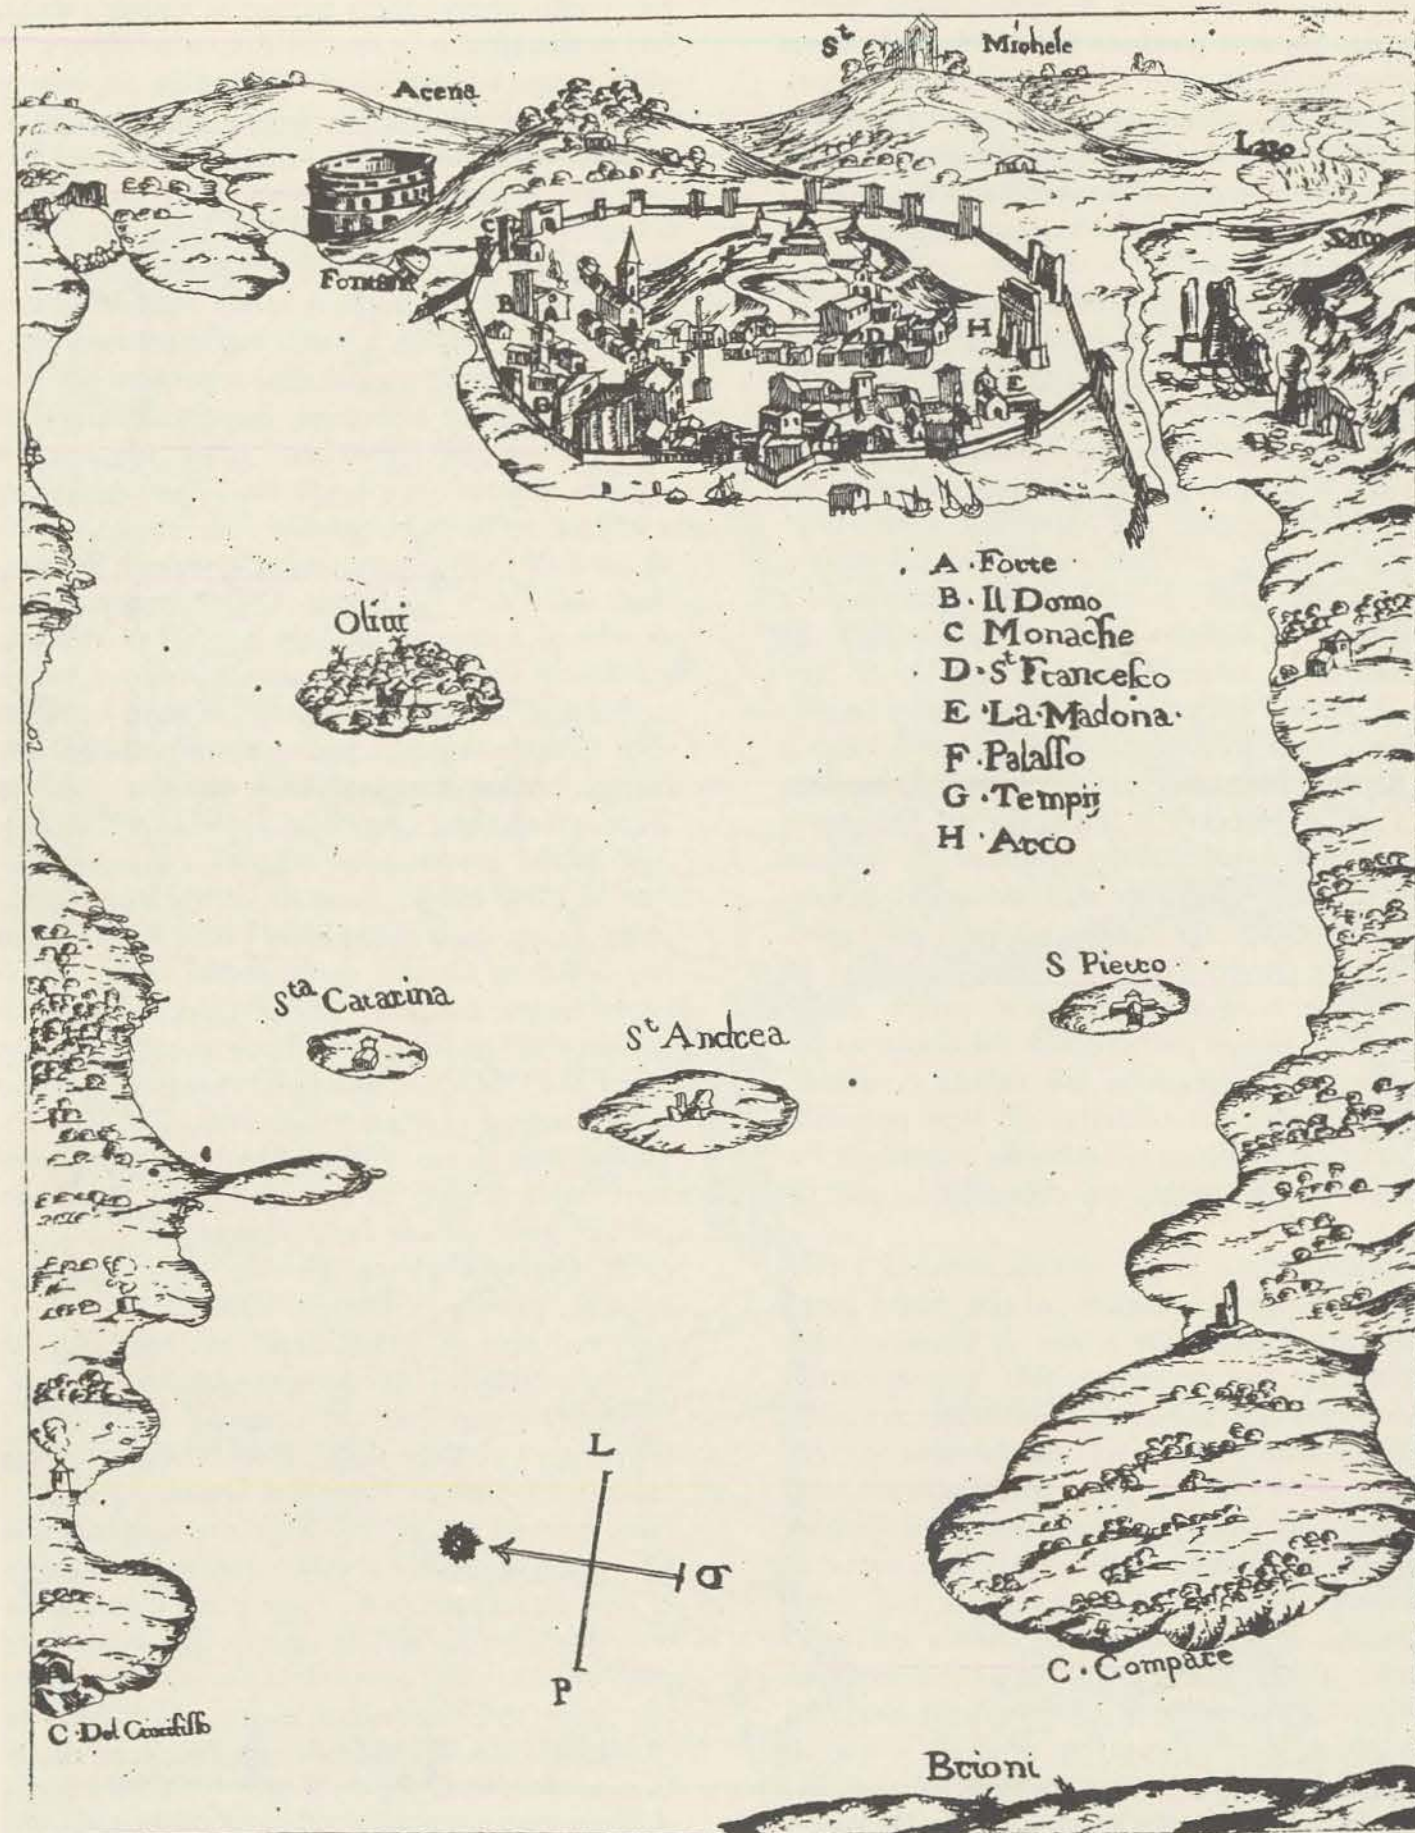 St Michele
Acena
Lago
Fontana
C
B
D
H
E
F
G
A · Forte
B · Il Domo
C Monache
D · St Francesco
E · La · Madona ·
F · Palasso
G · Tempij
H · Arco
Oliui
S Pietro
Sta Catarina
St Andrea
L
O
P
C · Compare
C · Del Crocifisso
Brioni